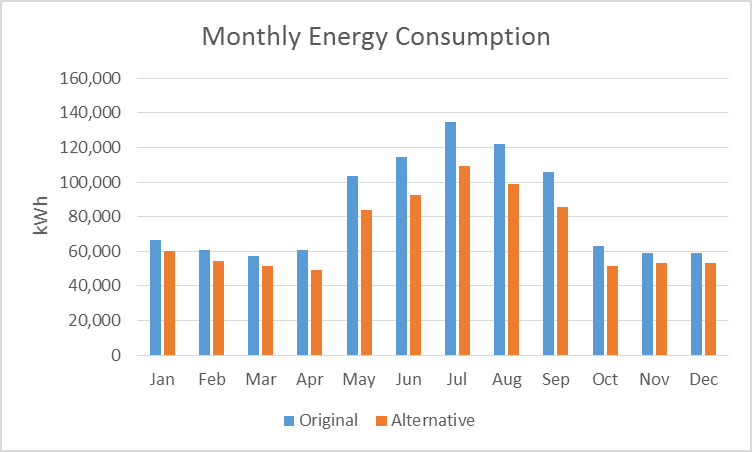 Monthly Energy Consumption
160,000
140,000
120,000
100,000
80,000
60,000
40,000
20,000
0
kWh
Jan Feb Mar Apr May Jun Jul Aug Sep Oct Nov Dec
Original Alternative